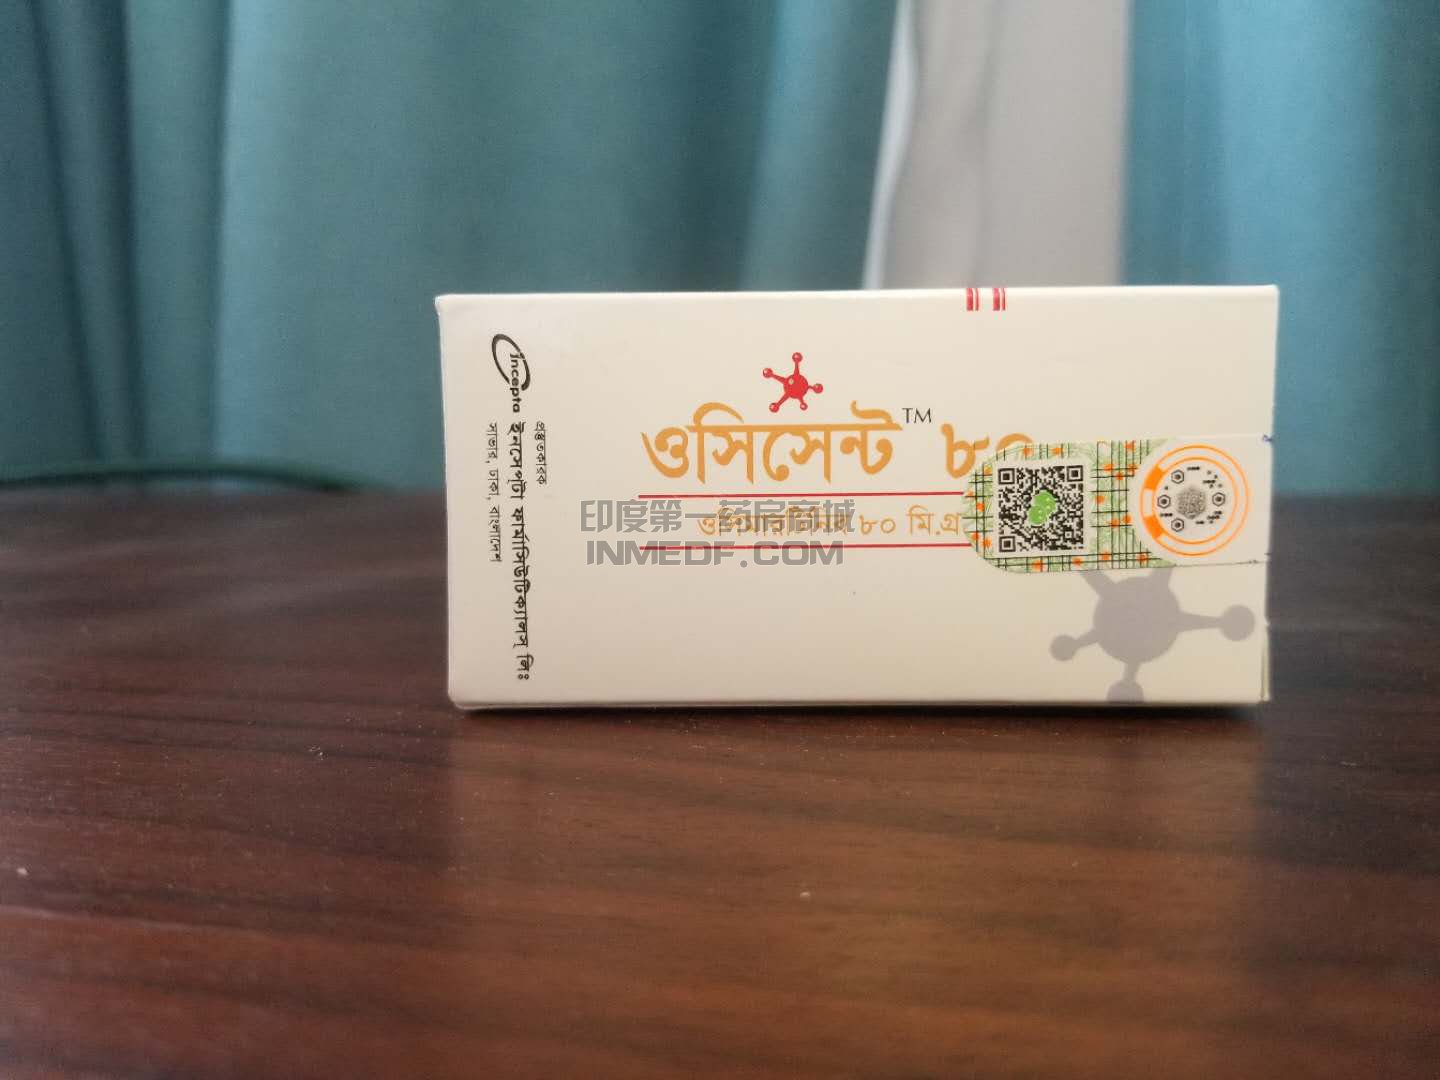 ওসিসেন্ট™ ৮০
ওসিমারটিনিব ৮০ মি.গ্রা
印度第一药房商城
INMEDF.COM
প্রস্তুতকারক
Incepta ইনসেপ্‌টা ফার্মাসিউটিক্যালস্ লিঃ
সাভার, ঢাকা, বাংলাদেশ